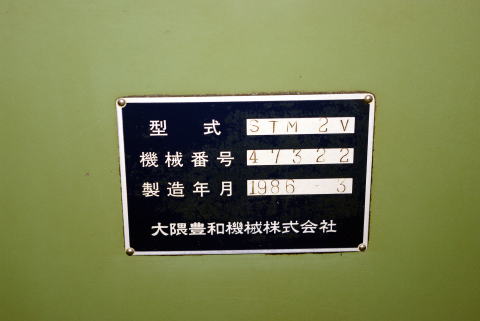 型式 STM 2V
機械番号 47322
製造年月 1986 - 3
大隈豊和機械株式会社